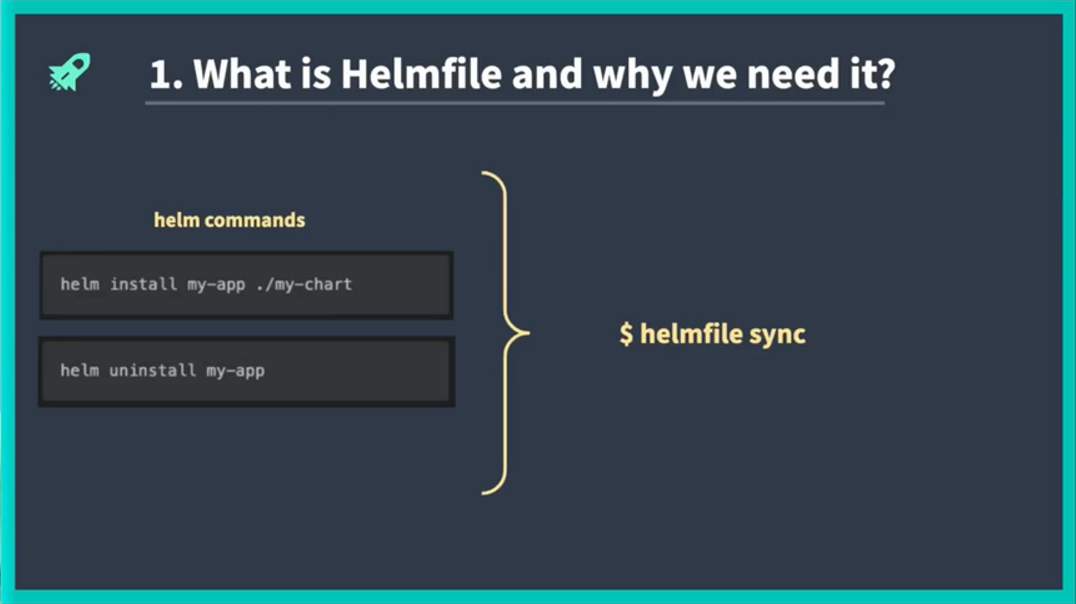 1. What is Helmfile and why we need it?
helm commands
helm install my-app ./my-chart
helm uninstall my-app
$ helmfile sync